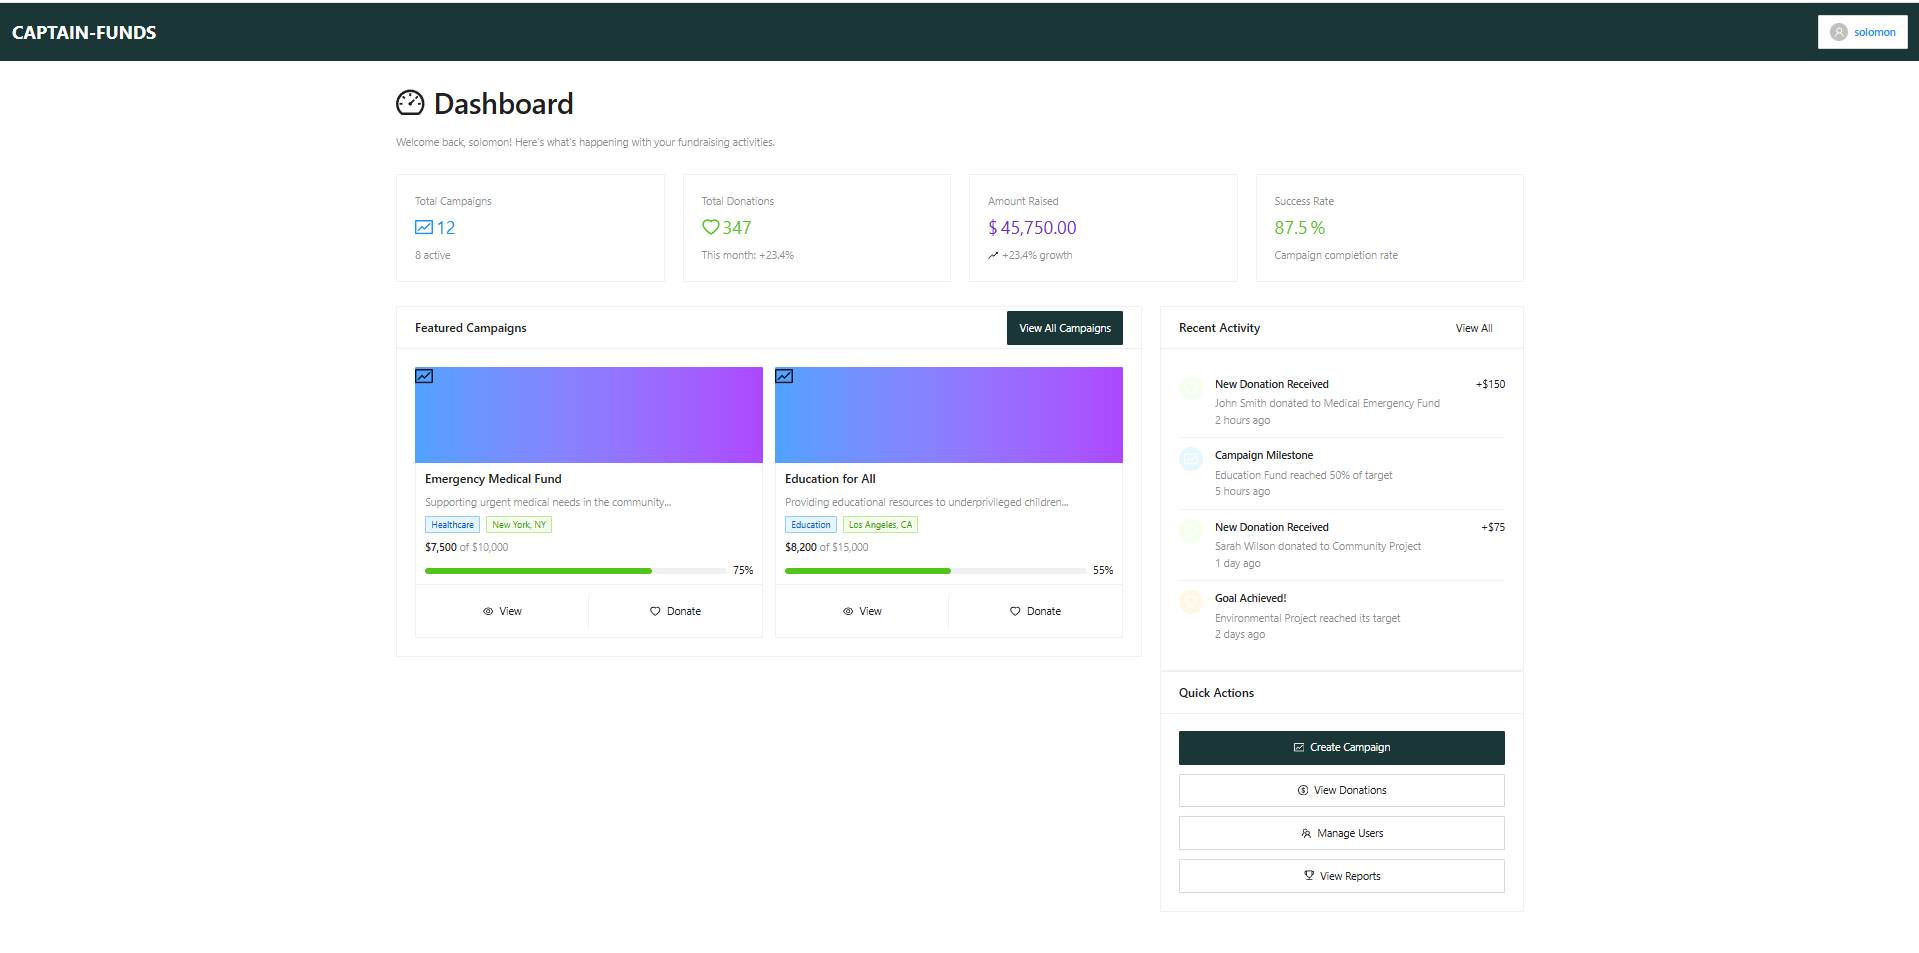 CAPTAIN-FUNDS
solomon
Dashboard
Welcome back, solomon! Here's what's happening with your fundraising activities.
Total Campaigns
12
8 active
Total Donations
347
This month: +23.4%
Amount Raised
$ 45,750.00
+23.4% growth
Success Rate
87.5 %
Campaign completion rate
Featured Campaigns
View All Campaigns
Emergency Medical Fund
Supporting urgent medical needs in the community...
Healthcare
New York, NY
$7,500 of $10,000
75%
View
Donate
Education for All
Providing educational resources to underprivileged children...
Education
Los Angeles, CA
$8,200 of $15,000
55%
View
Donate
Recent Activity
View All
New Donation Received
+$150
John Smith donated to Medical Emergency Fund
2 hours ago
Campaign Milestone
Education Fund reached 50% of target
5 hours ago
New Donation Received
+$75
Sarah Wilson donated to Community Project
1 day ago
Goal Achieved!
Environmental Project reached its target
2 days ago
Quick Actions
Create Campaign
View Donations
Manage Users
View Reports